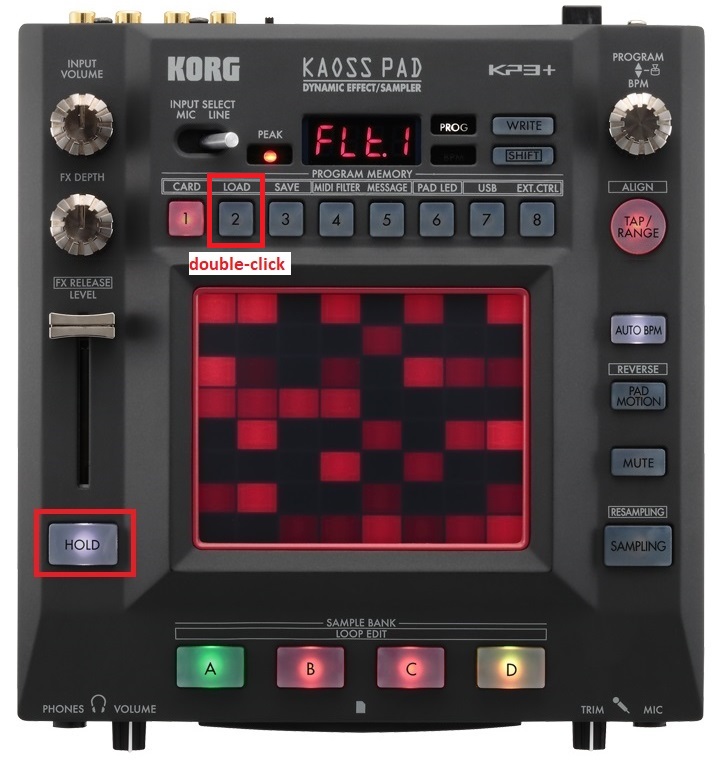 INPUT
VOLUME
KORG
KAOSS PAD
DYNAMIC EFFECT/SAMPLER
KP3+
PROGRAM
BPM
INPUT SELECT
MIC LINE
PEAK
FLt.1
PROG
WRITE
SHIFT
PROGRAM MEMORY
FX DEPTH
CARD LOAD SAVE MIDI FILTER MESSAGE PAD LED USB EXT.CTRL
1 2 3 4 5 6 7 8
ALIGN
TAP/
RANGE
double-click
FX RELEASE
LEVEL
AUTO BPM
REVERSE
PAD
MOTION
MUTE
RESAMPLING
SAMPLING
HOLD
SAMPLE BANK
LOOP EDIT
A B C D
PHONES VOLUME
TRIM MIC